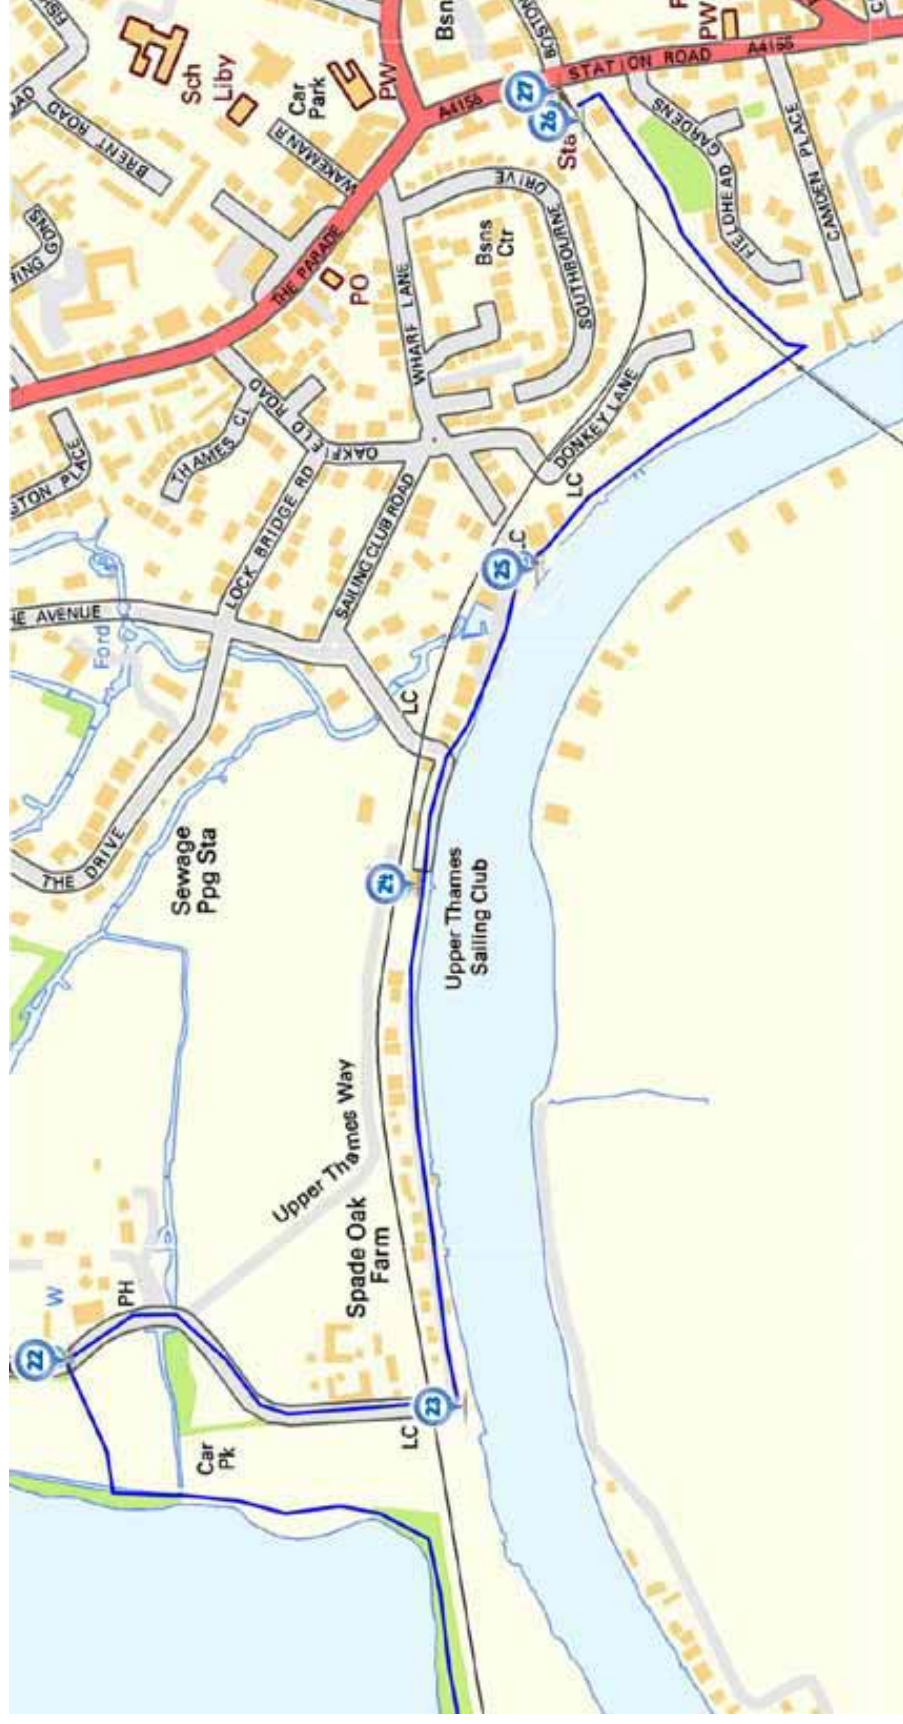 BRENT ROAD
Sch
Liby
Car
Park
PW
Bsn
BOSTON
27
26
Sta
STATION ROAD
A4155
PW
A4155
WAKEMAN R
THE PARADE
PO
FIELDHEAD GARDENS
CAMDEN PLACE
WHARF LANE
Bsns
Ctr
SOUTHBOURNE DRIVE
THAMES CL
OAKFIELD ROAD
LOCK BRIDGE RD
SAILING CLUB ROAD
DONKEY LANE
LC
25
LC
AVENUE
Ford
LC
THE DRIVE
Sewage
Ppg Sta
24
Upper Thames
Sailing Club
Upper Thames Way
Spade Oak
Farm
W
PH
22
23
LC
Car
Pk